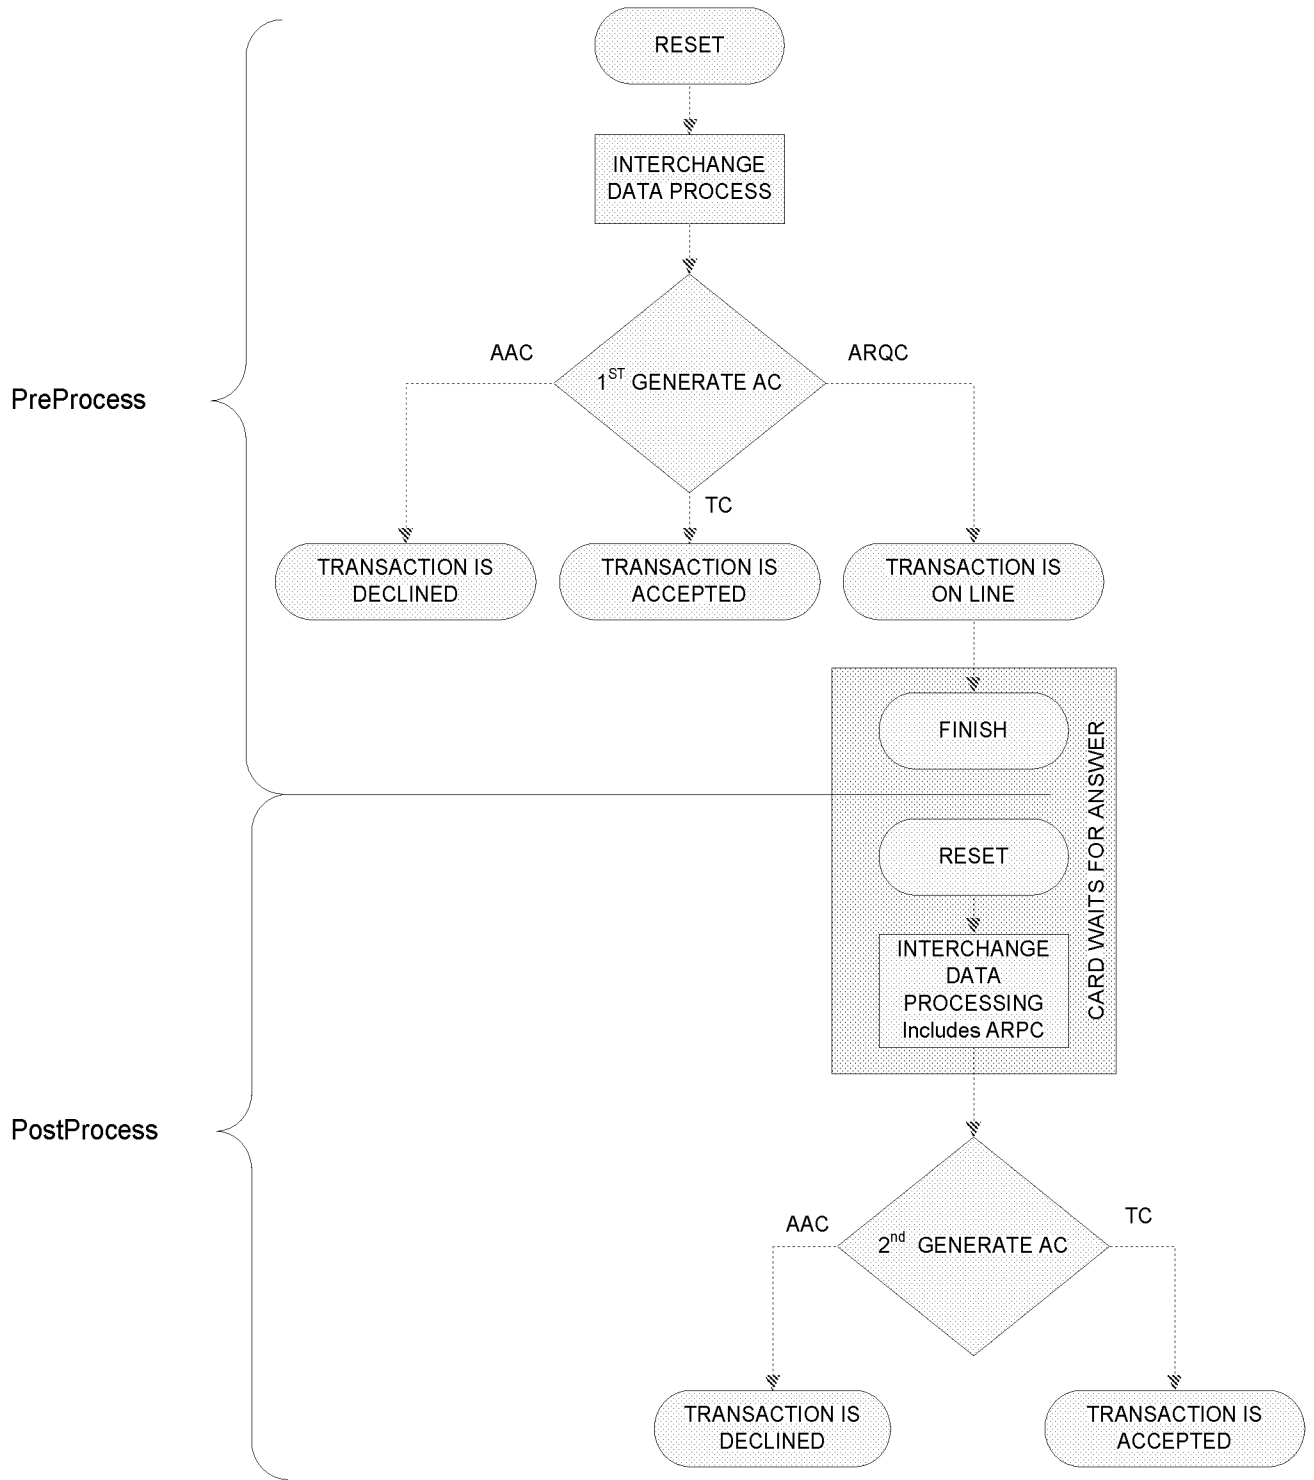 RESET
INTERCHANGE
DATA PROCESS
AAC
ARQC
1ST GENERATE AC
PreProcess
TC
TRANSACTION IS
DECLINED
TRANSACTION IS
ACCEPTED
TRANSACTION IS
ON LINE
FINISH
CARD WAITS FOR ANSWER
RESET
INTERCHANGE
DATA
PROCESSING
Includes ARPC
PostProcess
AAC
TC
2nd GENERATE AC
TRANSACTION IS
DECLINED
TRANSACTION IS
ACCEPTED